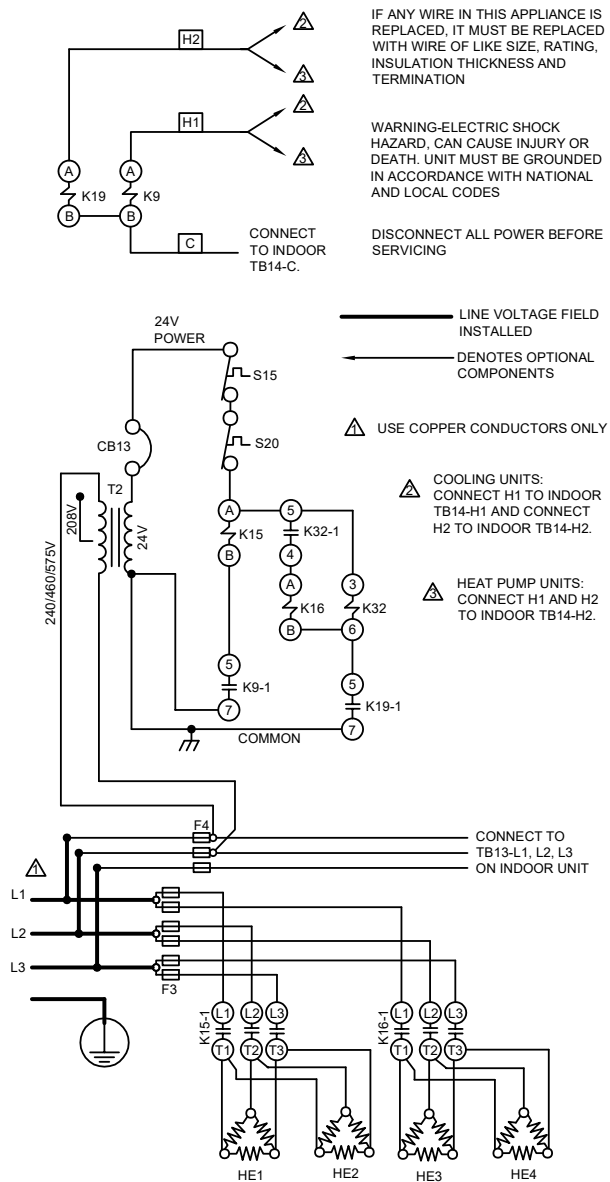 H2
2
3
IF ANY WIRE IN THIS APPLIANCE IS
REPLACED, IT MUST BE REPLACED
WITH WIRE OF LIKE SIZE, RATING,
INSULATION THICKNESS AND
TERMINATION
H1
2
3
WARNING-ELECTRIC SHOCK
HAZARD, CAN CAUSE INJURY OR
DEATH. UNIT MUST BE GROUNDED
IN ACCORDANCE WITH NATIONAL
AND LOCAL CODES
A
K19
B
A
K9
B
C
CONNECT
TO INDOOR
TB14-C.
DISCONNECT ALL POWER BEFORE
SERVICING
24V
POWER
LINE VOLTAGE FIELD
INSTALLED
DENOTES OPTIONAL
COMPONENTS
S15
S20
CB13
1 USE COPPER CONDUCTORS ONLY
T2
208V
24V
240/460/575V
2 COOLING UNITS:
CONNECT H1 TO INDOOR
TB14-H1 AND CONNECT
H2 TO INDOOR TB14-H2.
3 HEAT PUMP UNITS:
CONNECT H1 AND H2
TO INDOOR TB14-H2.
A
K15
B
5
K32-1
4
A
K16
B
3
K32
6
5
K9-1
7
5
K19-1
7
COMMON
F4
CONNECT TO
TB13-L1, L2, L3
ON INDOOR UNIT
1
L1
L2
L3
F3
K15-1
L1 L2 L3
T1 T2 T3
K16-1
L1 L2 L3
T1 T2 T3
HE1 HE2 HE3 HE4